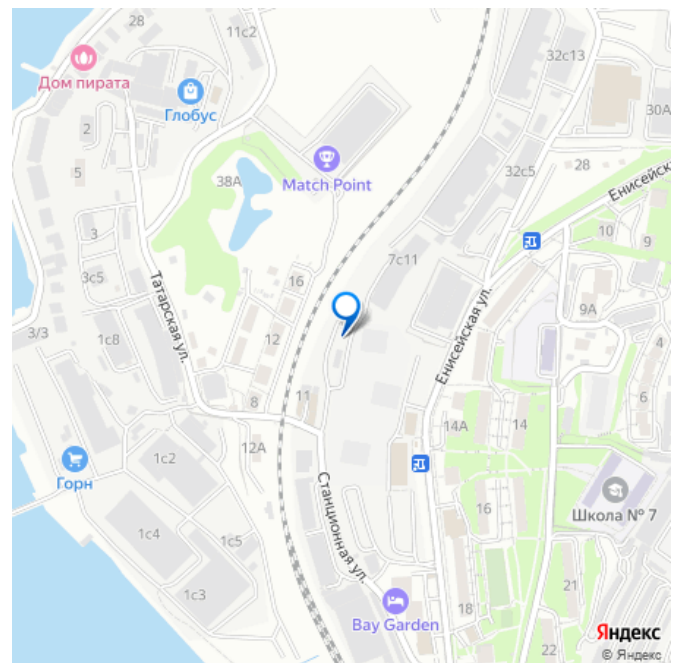 28
11с2
32с13
Дом пирата
Глобус
30А
2
Match Point
5
38А
32с5
28
Енисейск
10
9
3
7с11
3с5
16
Татарская ул.
9А
Енисейская ул.
3/3
1с8
12
4
11
6
8
14А
14
12А
1с2
Горн
Станционная ул.
16
Школа № 7
1с4
1с5
1с3
21
Bay Garden
18
22
Яндекс
© Яндекс